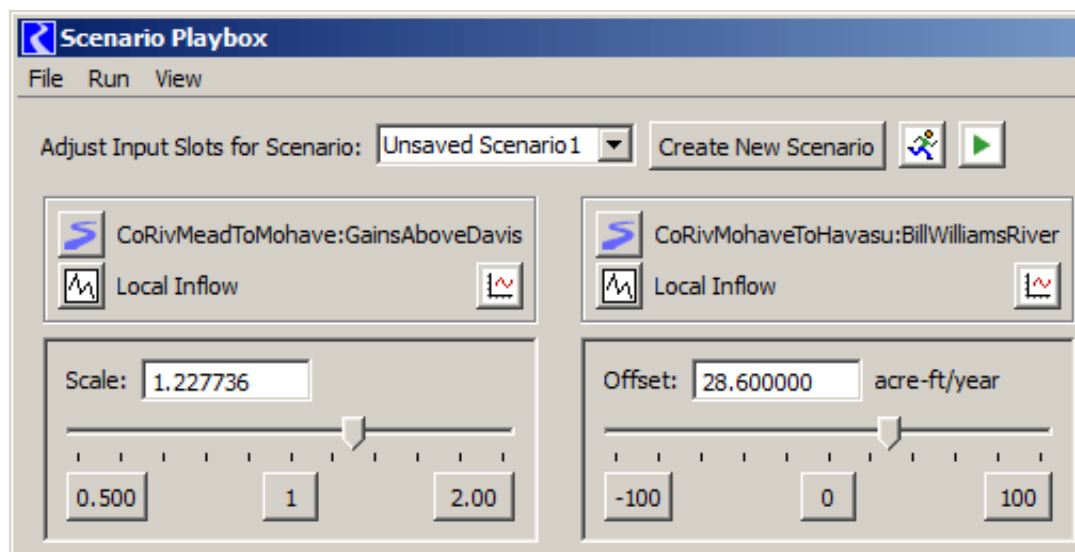 Scenario Playbox
File Run View
Adjust Input Slots for Scenario: Unsaved Scenario1 Create New Scenario
CoRivMeadToMohave:GainsAboveDavis
Local Inflow
CoRivMohaveToHavasu:BillWilliamsRiver
Local Inflow
Scale: 1.227736
0.500 1 2.00
Offset: 28.600000 acre-ft/year
-100 0 100